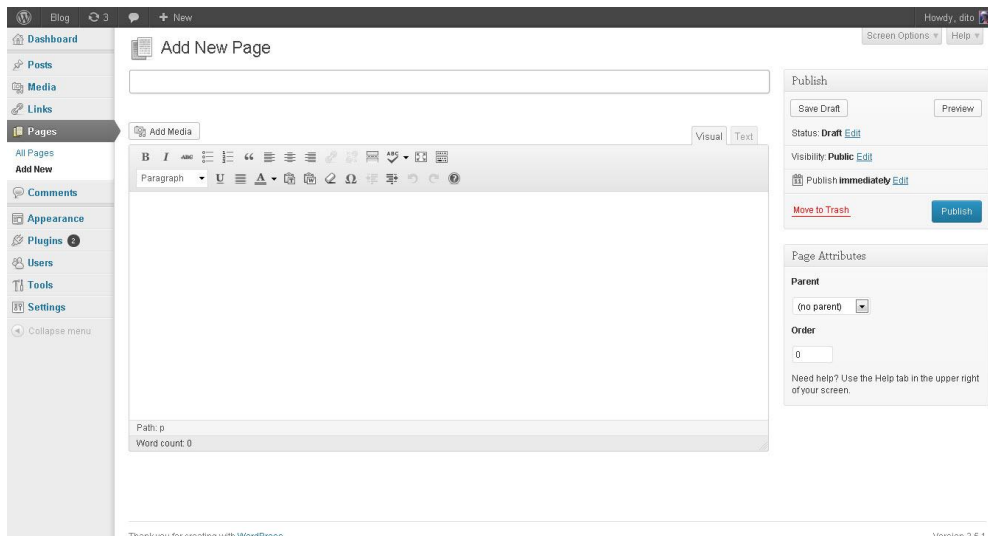 Blog 3 + New Howdy, dito
Dashboard
Posts
Media
Links
Pages
All Pages
Add New
Comments
Appearance
Plugins 2
Users
Tools
Settings
Collapse menu
Screen Options Help
Add New Page
Add Media
Visual Text
B I ABC “ ABC
Paragraph U A Ω
Path: p
Word count: 0
Publish
Save Draft Preview
Status: Draft Edit
Visibility: Public Edit
Publish immediately Edit
Move to Trash Publish
Page Attributes
Parent
(no parent)
Order
0
Need help? Use the Help tab in the upper right
of your screen.
Thank you for creating with WordPress.
Version 3.5.1